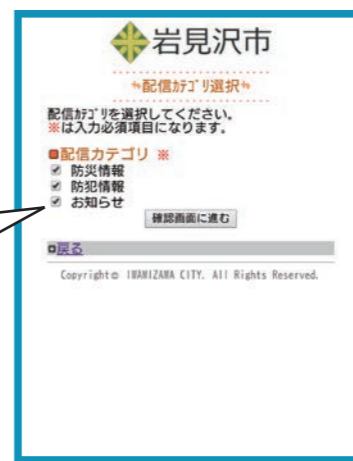 岩見沢市
配信ｶﾃｺﾞﾘ選択
配信ｶﾃｺﾞﾘを選択してください。
※は入力必須項目になります。
■配信カテゴリ ※
防災情報
防犯情報
お知らせ
確認画面に進む
戻る
Copyright© IWAMIZAWA CITY. All Rights Reserved.